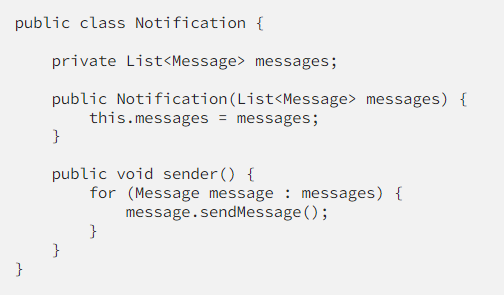 public class Notification {
private List<Message> messages;
public Notification(List<Message> messages) {
this.messages = messages;
}
public void sender() {
for (Message message : messages) {
message.sendMessage();
}
}
}